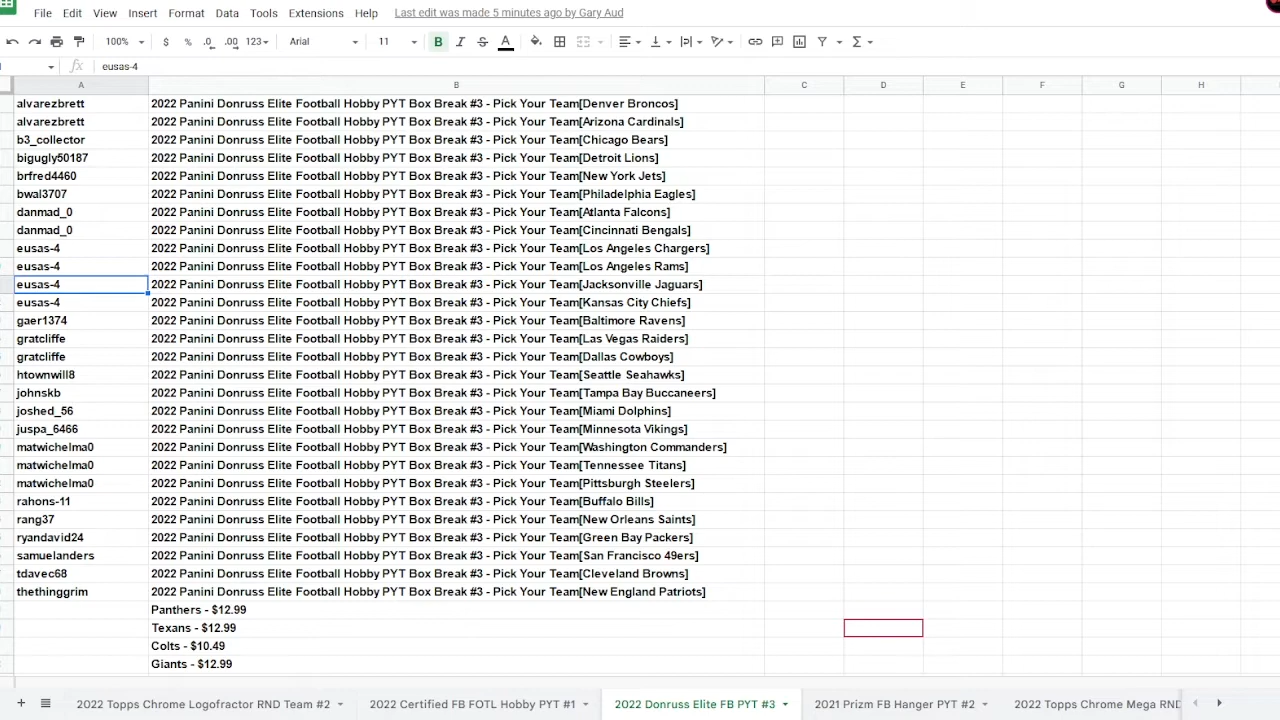 File Edit View Insert Format Data Tools Extensions Help Last edit was made 5 minutes ago by Gary Aud
100% $ % .0 .00 123 Arial 11 B I S A
fx eusas-4
A B C D E F G H
alvarezbrett 2022 Panini Donruss Elite Football Hobby PYT Box Break #3 - Pick Your Team[Denver Broncos]
alvarezbrett 2022 Panini Donruss Elite Football Hobby PYT Box Break #3 - Pick Your Team[Arizona Cardinals]
b3_collector 2022 Panini Donruss Elite Football Hobby PYT Box Break #3 - Pick Your Team[Chicago Bears]
bigugly50187 2022 Panini Donruss Elite Football Hobby PYT Box Break #3 - Pick Your Team[Detroit Lions]
brfred4460 2022 Panini Donruss Elite Football Hobby PYT Box Break #3 - Pick Your Team[New York Jets]
bwal3707 2022 Panini Donruss Elite Football Hobby PYT Box Break #3 - Pick Your Team[Philadelphia Eagles]
danmad_0 2022 Panini Donruss Elite Football Hobby PYT Box Break #3 - Pick Your Team[Atlanta Falcons]
danmad_0 2022 Panini Donruss Elite Football Hobby PYT Box Break #3 - Pick Your Team[Cincinnati Bengals]
eusas-4 2022 Panini Donruss Elite Football Hobby PYT Box Break #3 - Pick Your Team[Los Angeles Chargers]
eusas-4 2022 Panini Donruss Elite Football Hobby PYT Box Break #3 - Pick Your Team[Los Angeles Rams]
eusas-4 2022 Panini Donruss Elite Football Hobby PYT Box Break #3 - Pick Your Team[Jacksonville Jaguars]
eusas-4 2022 Panini Donruss Elite Football Hobby PYT Box Break #3 - Pick Your Team[Kansas City Chiefs]
gaer1374 2022 Panini Donruss Elite Football Hobby PYT Box Break #3 - Pick Your Team[Baltimore Ravens]
gratcliffe 2022 Panini Donruss Elite Football Hobby PYT Box Break #3 - Pick Your Team[Las Vegas Raiders]
gratcliffe 2022 Panini Donruss Elite Football Hobby PYT Box Break #3 - Pick Your Team[Dallas Cowboys]
htownwill8 2022 Panini Donruss Elite Football Hobby PYT Box Break #3 - Pick Your Team[Seattle Seahawks]
johnskb 2022 Panini Donruss Elite Football Hobby PYT Box Break #3 - Pick Your Team[Tampa Bay Buccaneers]
joshed_56 2022 Panini Donruss Elite Football Hobby PYT Box Break #3 - Pick Your Team[Miami Dolphins]
juspa_6466 2022 Panini Donruss Elite Football Hobby PYT Box Break #3 - Pick Your Team[Minnesota Vikings]
matwichelma0 2022 Panini Donruss Elite Football Hobby PYT Box Break #3 - Pick Your Team[Washington Commanders]
matwichelma0 2022 Panini Donruss Elite Football Hobby PYT Box Break #3 - Pick Your Team[Tennessee Titans]
matwichelma0 2022 Panini Donruss Elite Football Hobby PYT Box Break #3 - Pick Your Team[Pittsburgh Steelers]
rahons-11 2022 Panini Donruss Elite Football Hobby PYT Box Break #3 - Pick Your Team[Buffalo Bills]
rang37 2022 Panini Donruss Elite Football Hobby PYT Box Break #3 - Pick Your Team[New Orleans Saints]
ryandavid24 2022 Panini Donruss Elite Football Hobby PYT Box Break #3 - Pick Your Team[Green Bay Packers]
samuelanders 2022 Panini Donruss Elite Football Hobby PYT Box Break #3 - Pick Your Team[San Francisco 49ers]
tdavec68 2022 Panini Donruss Elite Football Hobby PYT Box Break #3 - Pick Your Team[Cleveland Browns]
thethinggrim 2022 Panini Donruss Elite Football Hobby PYT Box Break #3 - Pick Your Team[New England Patriots]
Panthers - $12.99
Texans - $12.99
Colts - $10.49
Giants - $12.99
2022 Topps Chrome Logofractor RND Team #2 2022 Certified FB FOTL Hobby PYT #1 2022 Donruss Elite FB PYT #3 2021 Prizm FB Hanger PYT #2 2022 Topps Chrome Mega RND